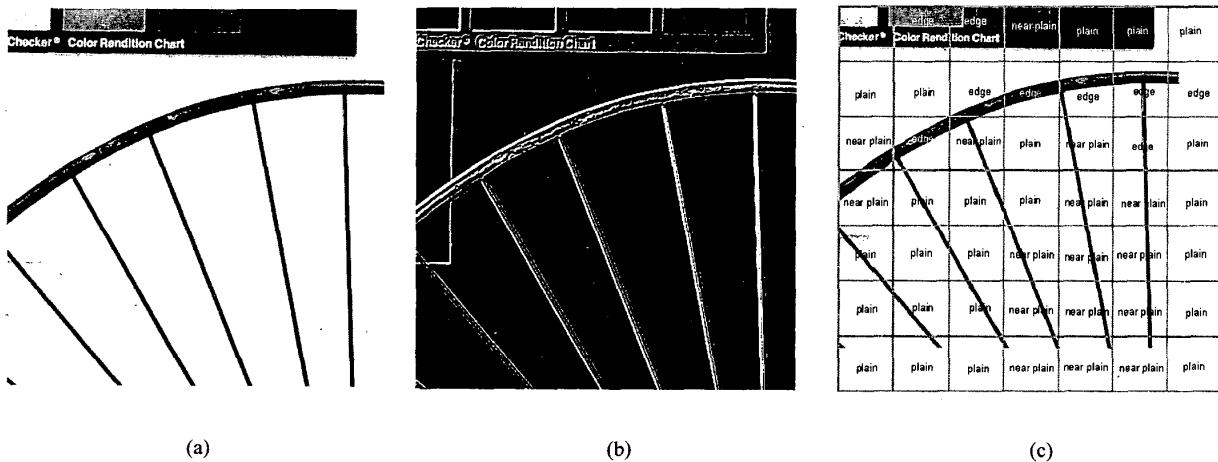 Checker® Color Rendition Chart
Checker® Color Rendition Chart
edge edge near plain plain plain plain
Checker® Color Rendition Chart
plain plain edge edge edge edge edge
near plain edge near plain plain near plain edge plain
near plain plain plain plain near plain near plain plain
plain plain plain near plain near plain near plain plain
plain plain plain near plain near plain near plain plain
plain plain plain near plain near plain near plain plain
(a) (b) (c)